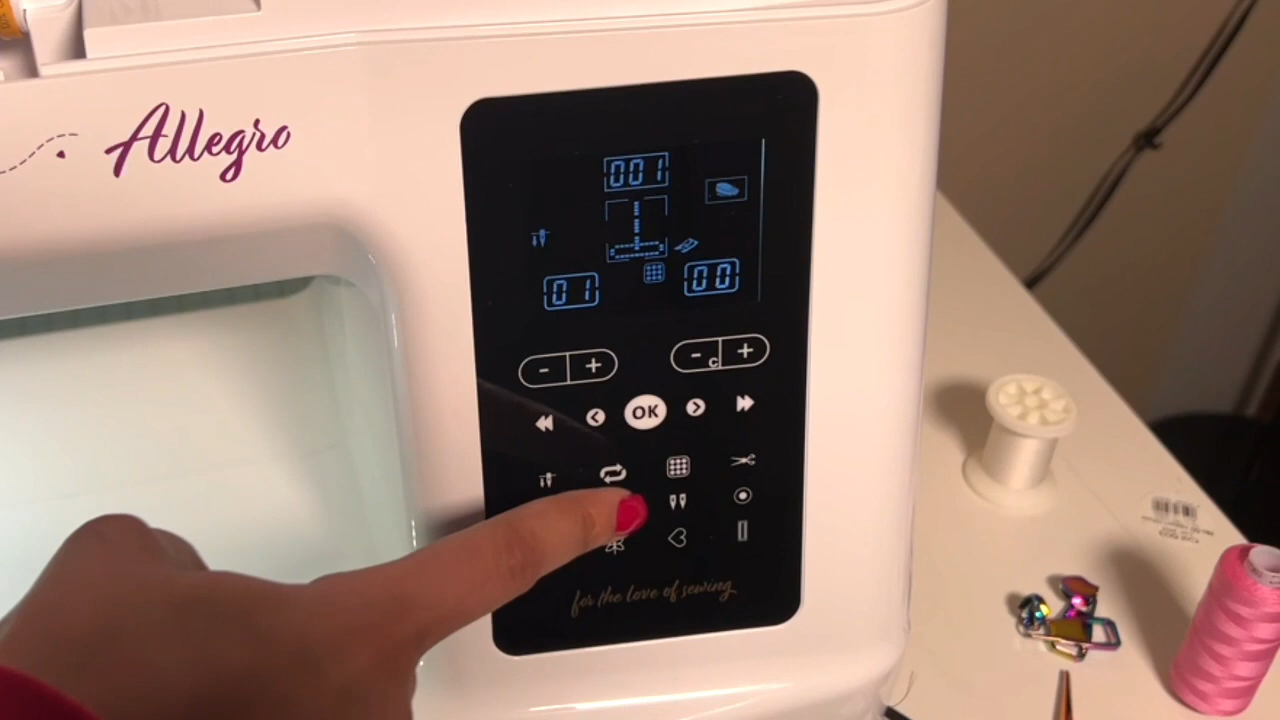 Allegro
001
01
00
- +
- c +
OK
for the love of sewing